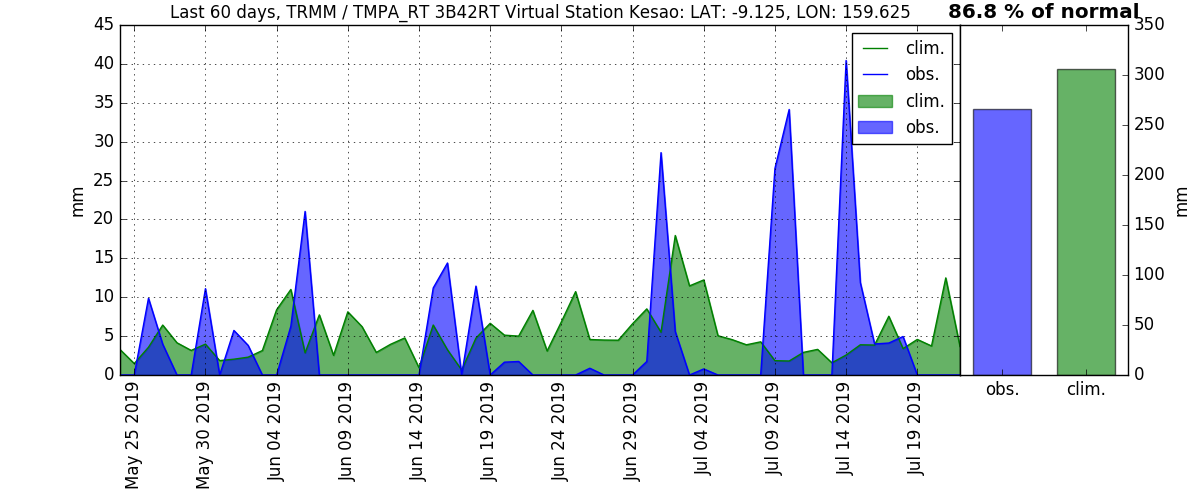 Last 60 days, TRMM / TMPA_RT 3B42RT Virtual Station Kesao: LAT: -9.125, LON: 159.625
86.8 % of normal
45
40
35
30
25
20
15
10
5
0
mm
clim.
obs.
clim.
obs.
May 25 2019
May 30 2019
Jun 04 2019
Jun 09 2019
Jun 14 2019
Jun 19 2019
Jun 24 2019
Jun 29 2019
Jul 04 2019
Jul 09 2019
Jul 14 2019
Jul 19 2019
350
300
250
200
150
100
50
0
mm
obs.
clim.